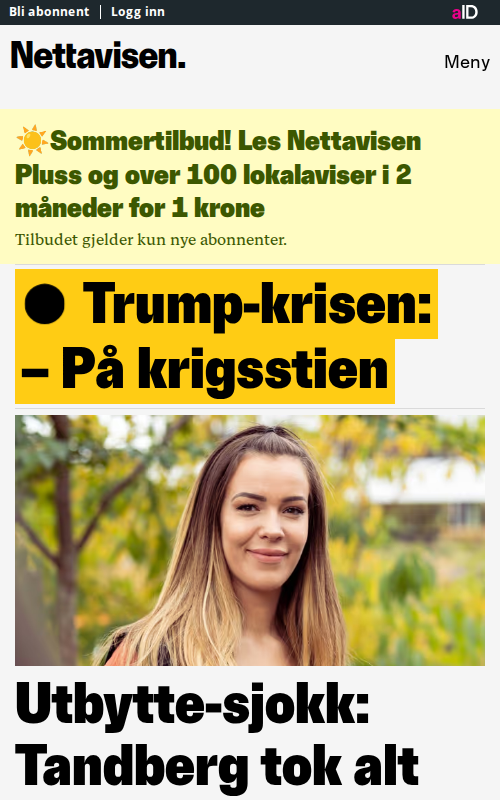 Bli abonnent | Logg inn
aID
Nettavisen.
Meny
☀️Sommertilbud! Les Nettavisen
Pluss og over 100 lokalaviser i 2
måneder for 1 krone
Tilbudet gjelder kun nye abonnenter.
● Trump-krisen:
– På krigsstien
Utbytte-sjokk:
Tandberg tok alt